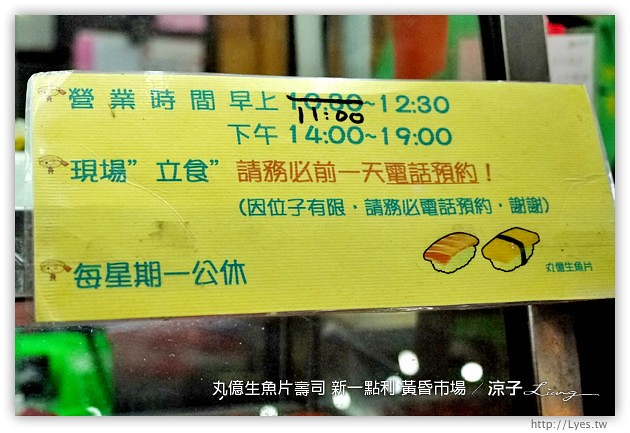 營業時間 早上 10:30~12:30
11:00
下午 14:00~19:00
現場”立食” 請務必前一天電話預約！
（因位子有限，請務必電話預約，謝謝）
每星期一公休
丸億生魚片
丸億生魚片壽司 新一點利 黃昏市場 / 涼子 Liang
http://Lyes.tw